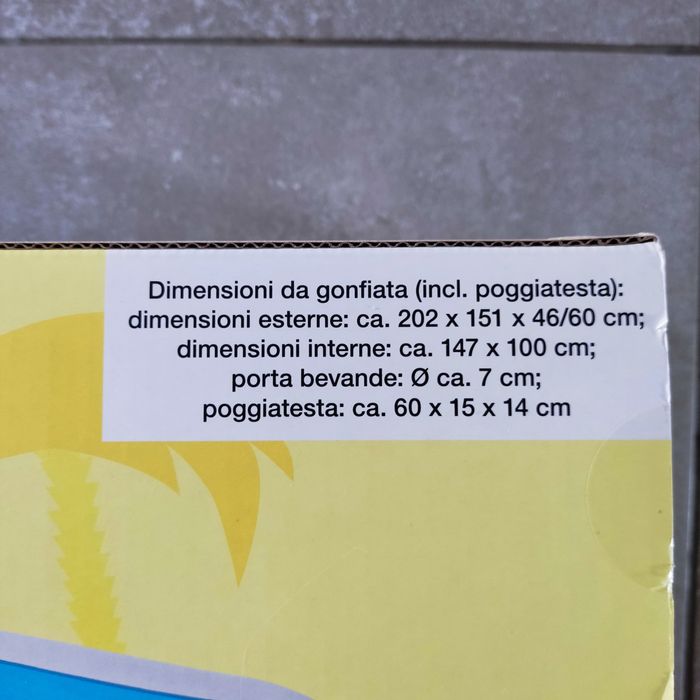 Dimensioni da gonfiata (incl. poggiatesta):
dimensioni esterne: ca. 202 x 151 x 46/60 cm;
dimensioni interne: ca. 147 x 100 cm;
porta bevande: Ø ca. 7 cm;
poggiatesta: ca. 60 x 15 x 14 cm